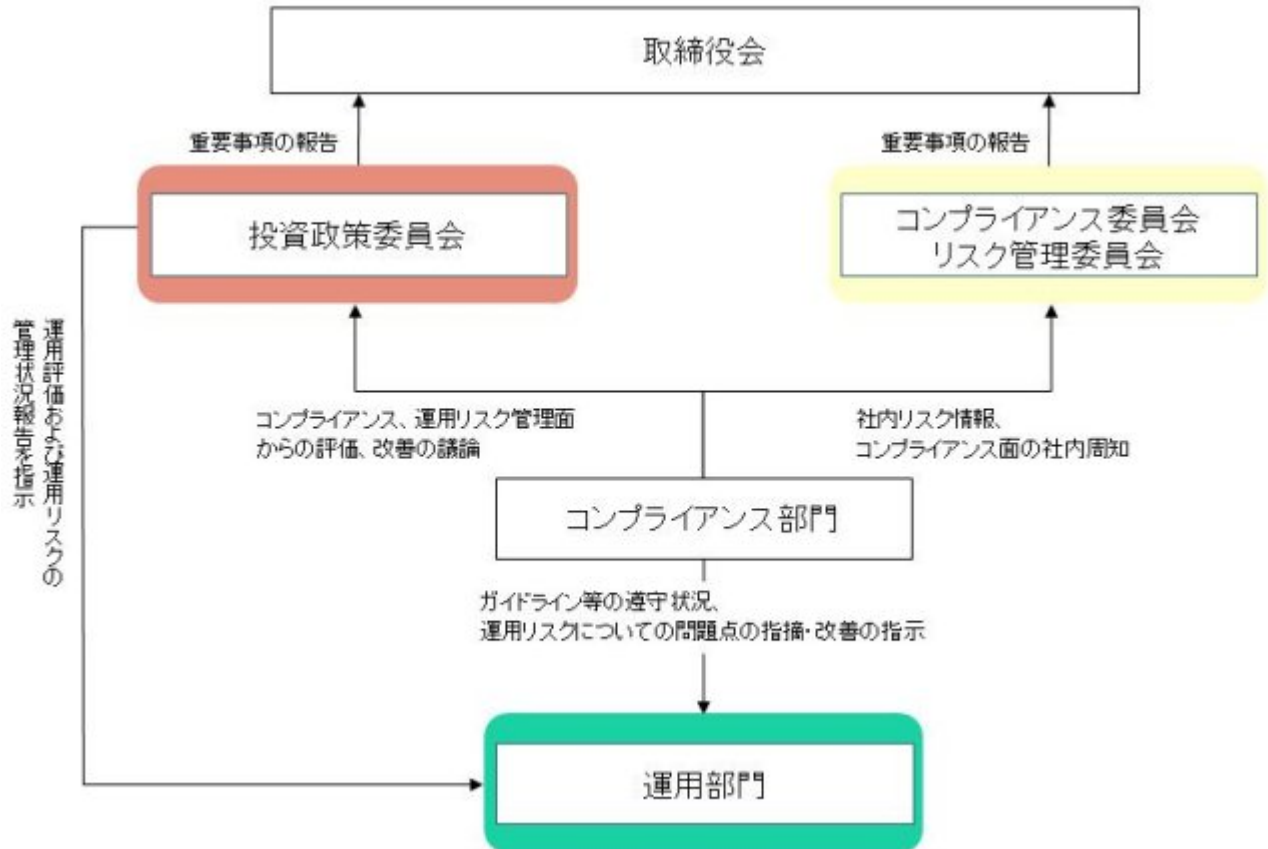 取締役会
重要事項の報告
重要事項の報告
投資政策委員会
コンプライアンス委員会
リスク管理委員会
運用評価および運用リスクの
管理状況報告を指示
コンプライアンス、運用リスク管理面
からの評価、改善の議論
社内リスク情報、
コンプライアンス面の社内周知
コンプライアンス部門
ガイドライン等の遵守状況、
運用リスクについての問題点の指摘・改善の指示
運用部門